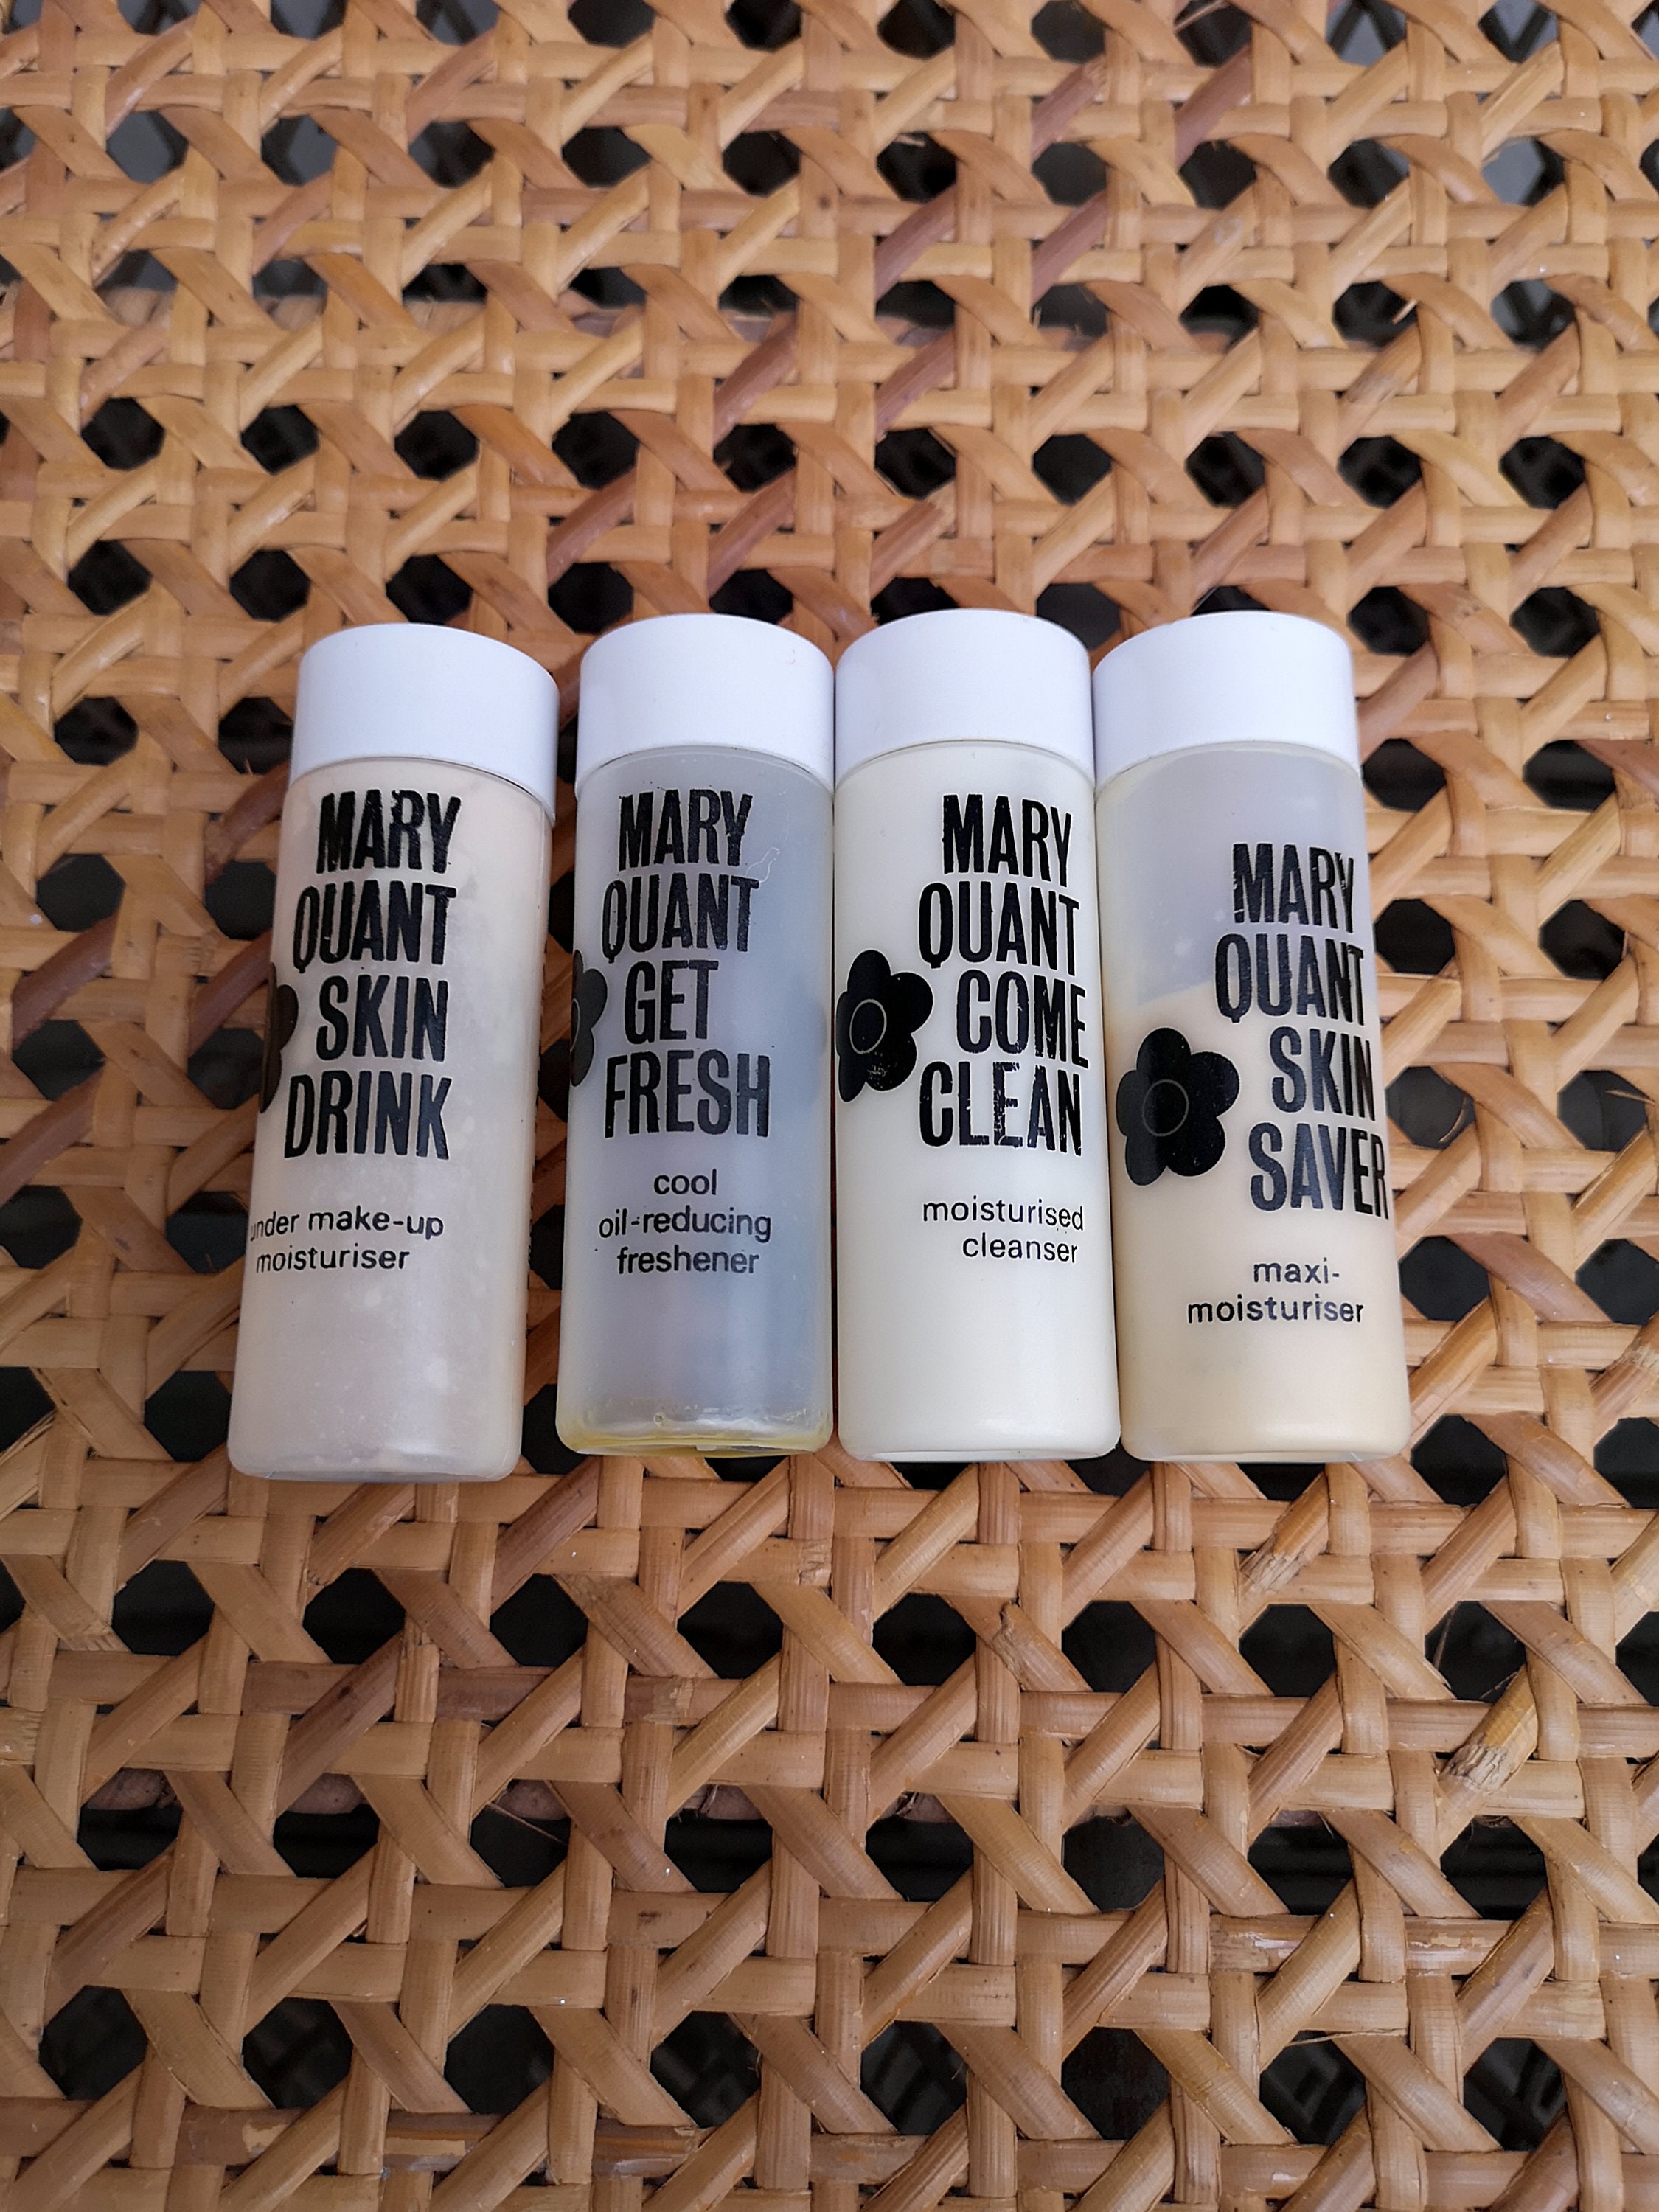 MARY
QUANT
SKIN
DRINK
under make-up
moisturiser
MARY
QUANT
GET
FRESH
cool
oil-reducing
freshener
MARY
QUANT
COME
CLEAN
moisturised
cleanser
MARY
QUANT
SKIN
SAVER
maxi-
moisturiser